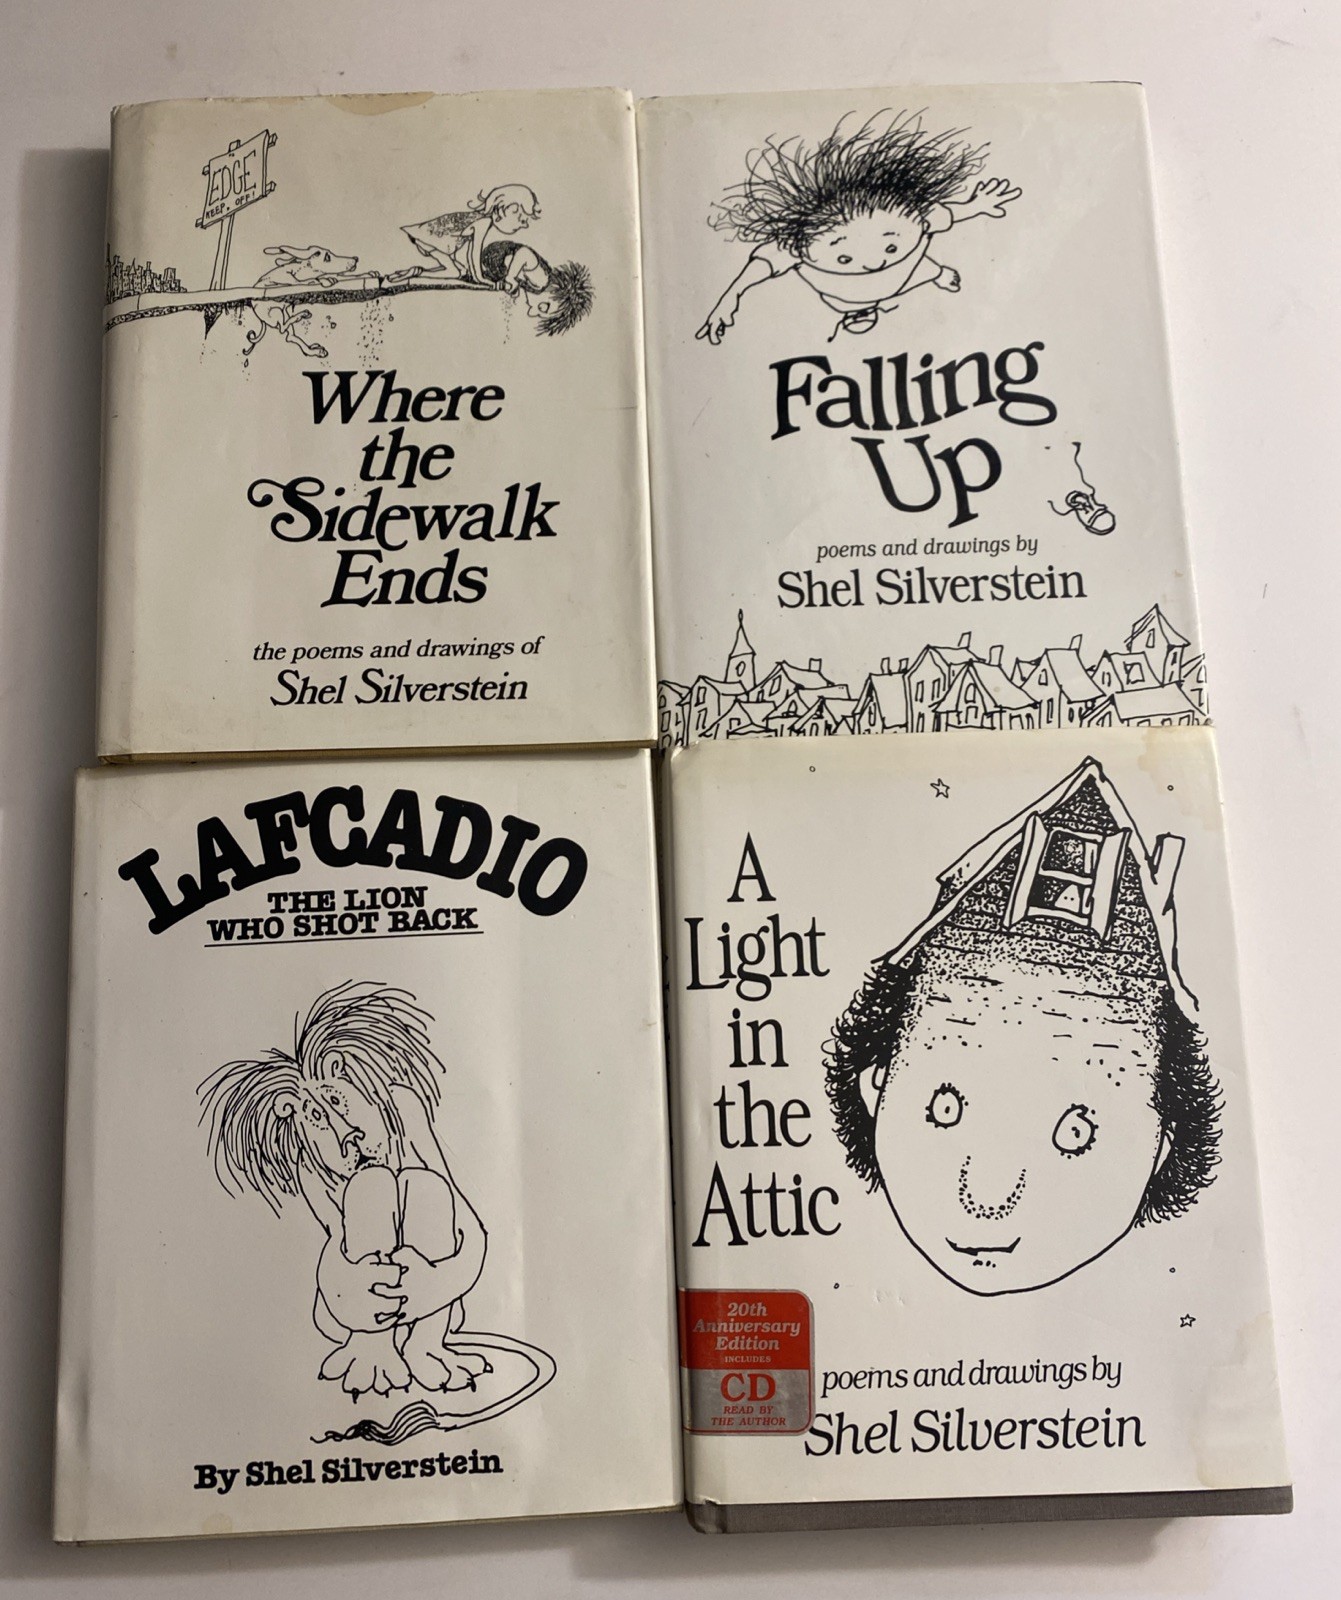 EDGE
KEEP OFF!
Where
the
Sidewalk
Ends
the poems and drawings of
Shel Silverstein
Falling
Up
poems and drawings by
Shel Silverstein
LAFCADIO
THE LION
WHO SHOT BACK
By Shel Silverstein
A
Light
in
the
Attic
20th
Anniversary
Edition
INCLUDES
CD
READ BY
THE AUTHOR
poems and drawings by
Shel Silverstein